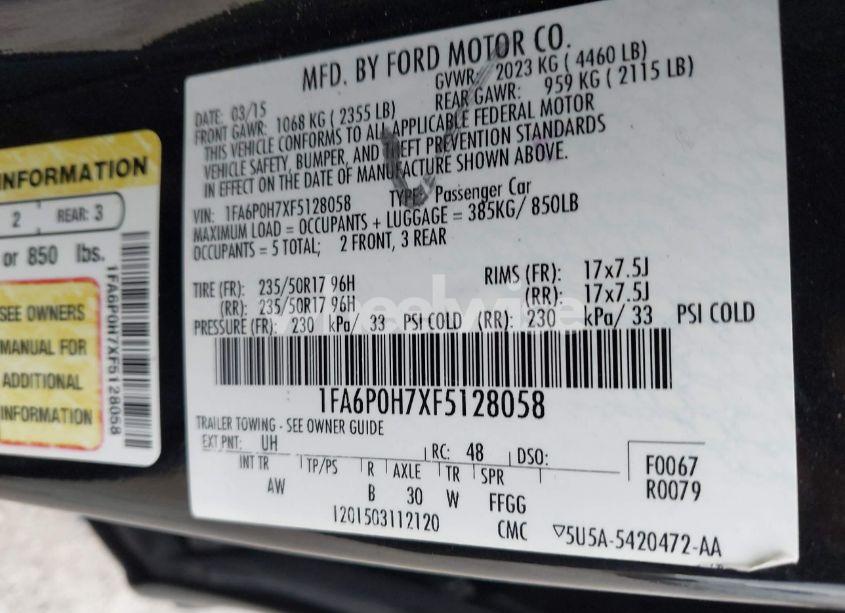 INFORMATION
2 REAR: 3
or 850 lbs.
SEE OWNERS
MANUAL FOR
ADDITIONAL
INFORMATION
1FA6P0H7XF5128058
MFD. BY FORD MOTOR CO.
DATE: 03/15 GVWR: 2023 KG ( 4460 LB)
FRONT GAWR: 1068 KG ( 2355 LB) REAR GAWR: 959 KG ( 2115 LB)
THIS VEHICLE CONFORMS TO ALL APPLICABLE FEDERAL MOTOR
VEHICLE SAFETY, BUMPER, AND THEFT PREVENTION STANDARDS
IN EFFECT ON THE DATE OF MANUFACTURE SHOWN ABOVE.
VIN: 1FA6P0H7XF5128058 TYPE: Passenger Car
MAXIMUM LOAD = OCCUPANTS + LUGGAGE = 385KG/ 850LB
OCCUPANTS = 5 TOTAL; 2 FRONT, 3 REAR
TIRE (FR): 235/50R17 96H RIMS (FR): 17x7.5J
(RR): 235/50R17 96H (RR): 17x7.5J
PRESSURE (FR): 230 kPa/ 33 PSI COLD (RR): 230 kPa/ 33 PSI COLD
1FA6P0H7XF5128058
TRAILER TOWING - SEE OWNER GUIDE
EXT PNT: UH RC: 48 DSO: F0067
INT TR TP/PS R AXLE TR SPR R0079
AW B 30 W FFGG
1201503112120 CMC ▽5U5A-5420472-AA